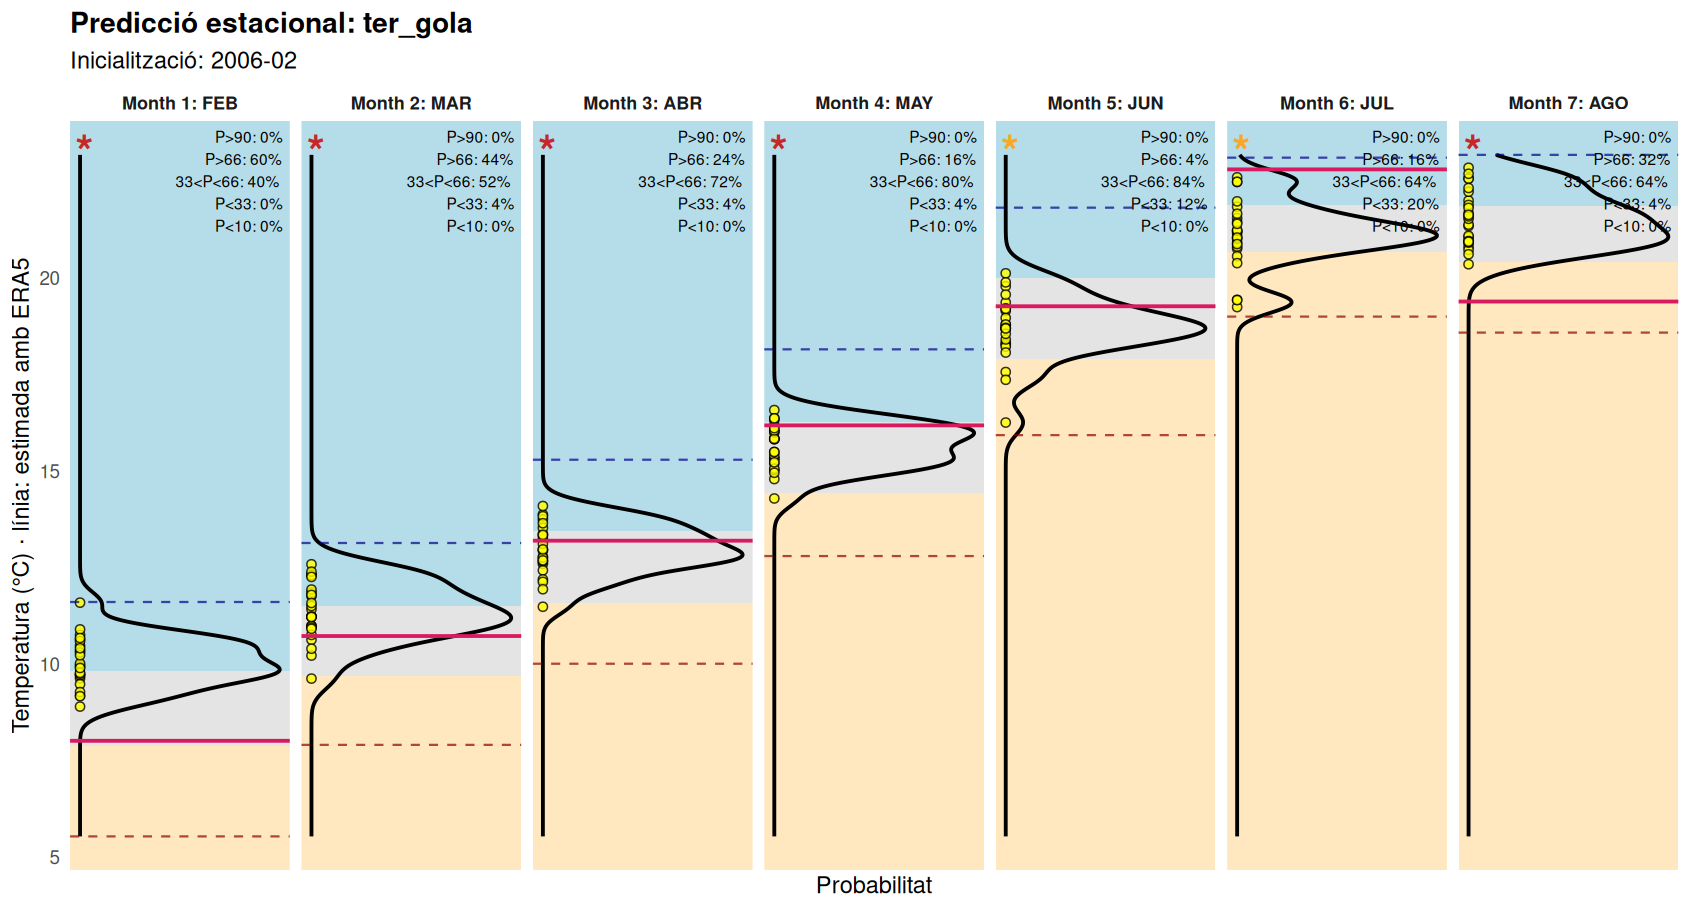 Predicció estacional: ter_gola
Inicialització: 2006-02
Month 1: FEB
P>90: 0%
P>66: 60%
33<P<66: 40%
P<33: 0%
P<10: 0%
Month 2: MAR
P>90: 0%
P>66: 44%
33<P<66: 52%
P<33: 4%
P<10: 0%
Month 3: ABR
P>90: 0%
P>66: 24%
33<P<66: 72%
P<33: 4%
P<10: 0%
Month 4: MAY
P>90: 0%
P>66: 16%
33<P<66: 80%
P<33: 4%
P<10: 0%
Month 5: JUN
P>90: 0%
P>66: 4%
33<P<66: 84%
P<33: 12%
P<10: 0%
Month 6: JUL
P>90: 0%
P>66: 16%
33<P<66: 64%
P<33: 20%
P<10: 0%
Month 7: AGO
P>90: 0%
P>66: 32%
33<P<66: 64%
P<33: 4%
P<10: 0%
Temperatura (°C) · línia: estimada amb ERA5
20
15
10
5
Probabilitat